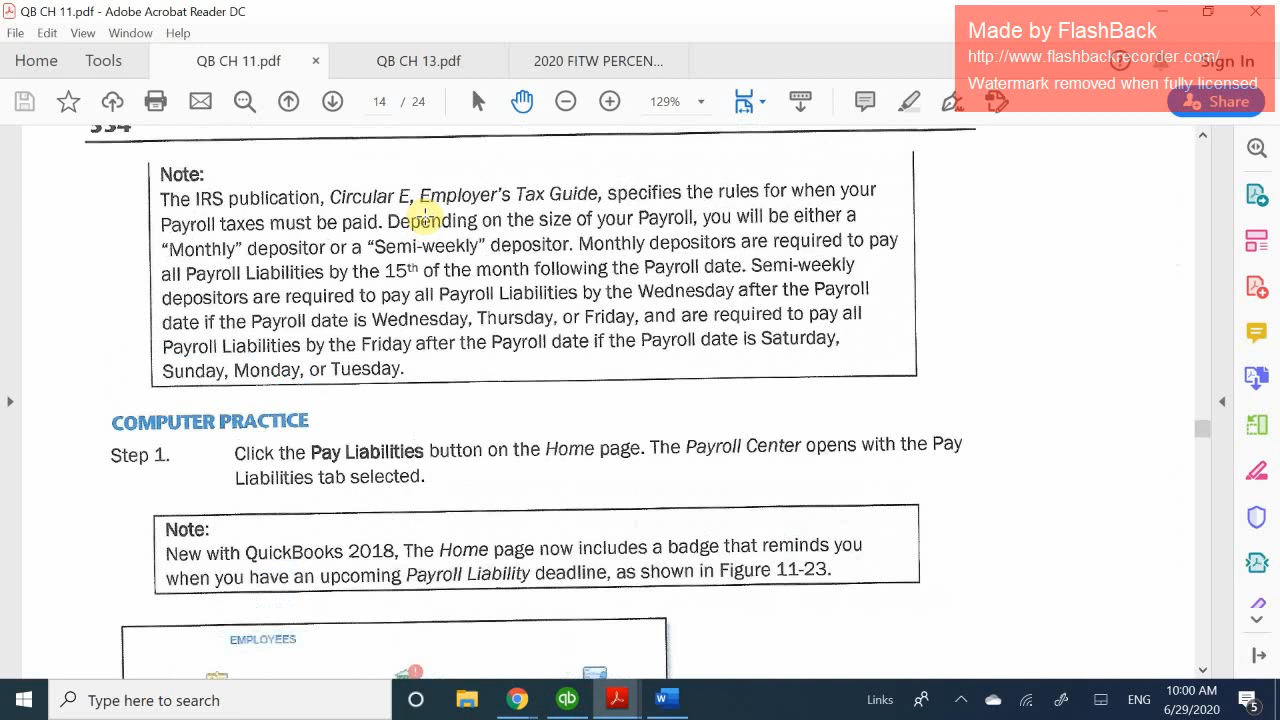 QB CH 11.pdf - Adobe Acrobat Reader DC
File Edit View Window Help
Made by FlashBack
http://www.flashbackrecorder.com/
Watermark removed when fully licensed
Home Tools QB CH 11.pdf × QB CH 13.pdf 2020 FITW PERCEN... Sign In
14 / 24 129% Share
334
Note:
The IRS publication, Circular E, Employer's Tax Guide, specifies the rules for when your
Payroll taxes must be paid. Depending on the size of your Payroll, you will be either a
“Monthly” depositor or a “Semi-weekly” depositor. Monthly depositors are required to pay
all Payroll Liabilities by the 15th of the month following the Payroll date. Semi-weekly
depositors are required to pay all Payroll Liabilities by the Wednesday after the Payroll
date if the Payroll date is Wednesday, Thursday, or Friday, and are required to pay all
Payroll Liabilities by the Friday after the Payroll date if the Payroll date is Saturday,
Sunday, Monday, or Tuesday.
COMPUTER PRACTICE
Step 1. Click the Pay Liabilities button on the Home page. The Payroll Center opens with the Pay
Liabilities tab selected.
Note:
New with QuickBooks 2018, The Home page now includes a badge that reminds you
when you have an upcoming Payroll Liability deadline, as shown in Figure 11-23.
EMPLOYEES
Type here to search
Links
ENG
10:00 AM
6/29/2020
5